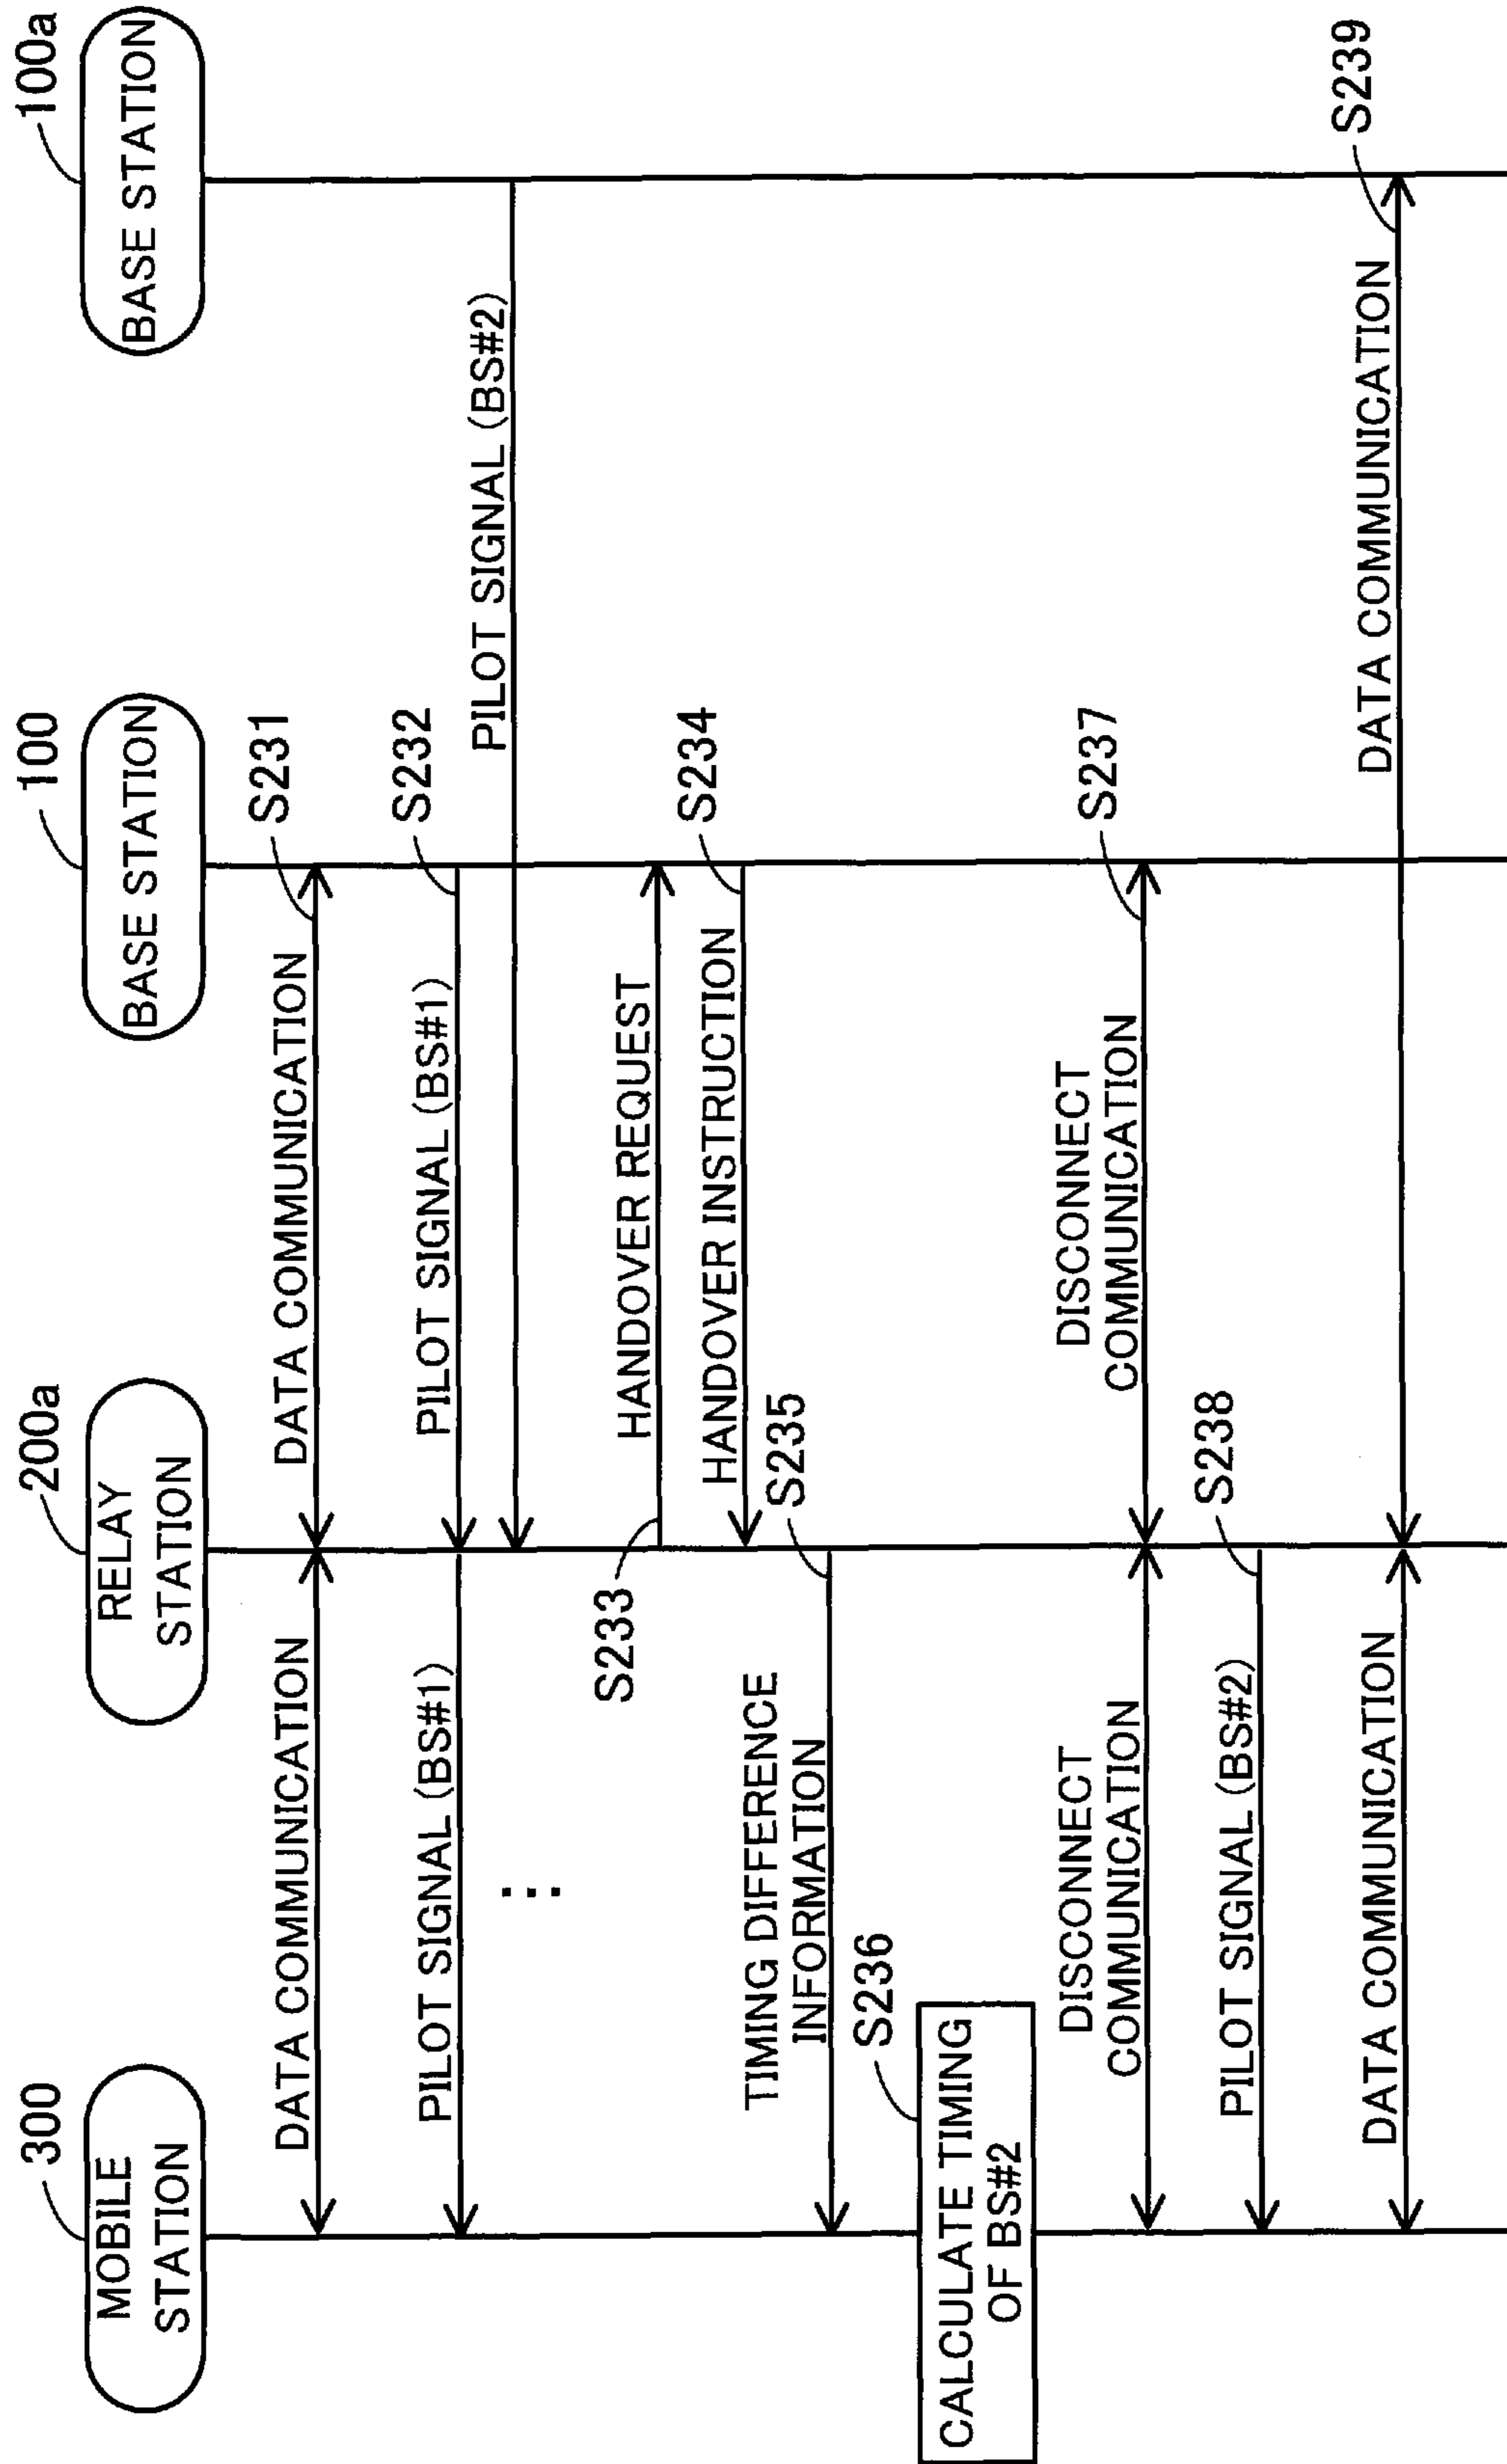 300
MOBILE
STATION
200a
RELAY
STATION
100
BASE STATION
100a
BASE STATION
DATA COMMUNICATION
DATA COMMUNICATION
S231
PILOT SIGNAL (BS#1)
PILOT SIGNAL (BS#1)
S232
PILOT SIGNAL (BS#2)
...
S233
HANDOVER REQUEST
HANDOVER INSTRUCTION
S234
TIMING DIFFERENCE
INFORMATION
S235
S236
CALCULATE TIMING
OF BS#2
DISCONNECT
COMMUNICATION
DISCONNECT
COMMUNICATION
S237
PILOT SIGNAL (BS#2)
S238
DATA COMMUNICATION
DATA COMMUNICATION
S239